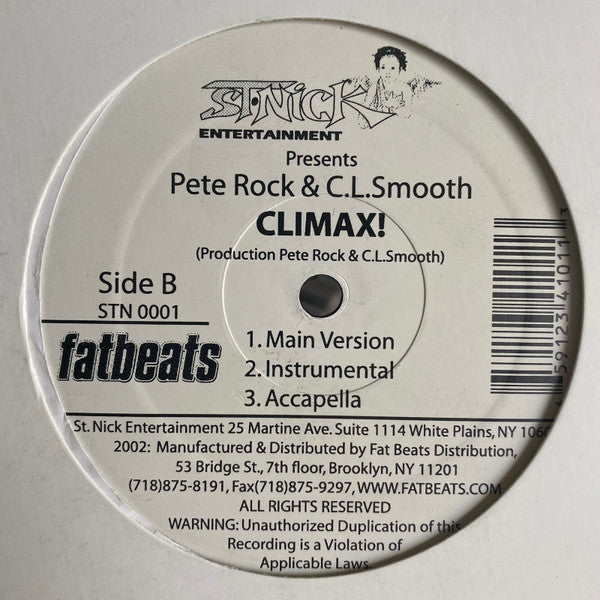 ST. NICK
ENTERTAINMENT
Presents
Pete Rock & C.L.Smooth
CLIMAX!
(Production Pete Rock & C.L.Smooth)
Side B
STN 0001
fatbeats
1. Main Version
2. Instrumental
3. Accapella
59123 41011 3
St. Nick Entertainment 25 Martine Ave. Suite 1114 White Plains, NY
2002: Manufactured & Distributed by Fat Beats Distribution,
53 Bridge St., 7th floor, Brooklyn, NY 11201
(718)875-8191, Fax(718)875-9297, WWW.FATBEATS.COM
ALL RIGHTS RESERVED
WARNING: Unauthorized Duplication of this
Recording is a Violation of
Applicable Laws.